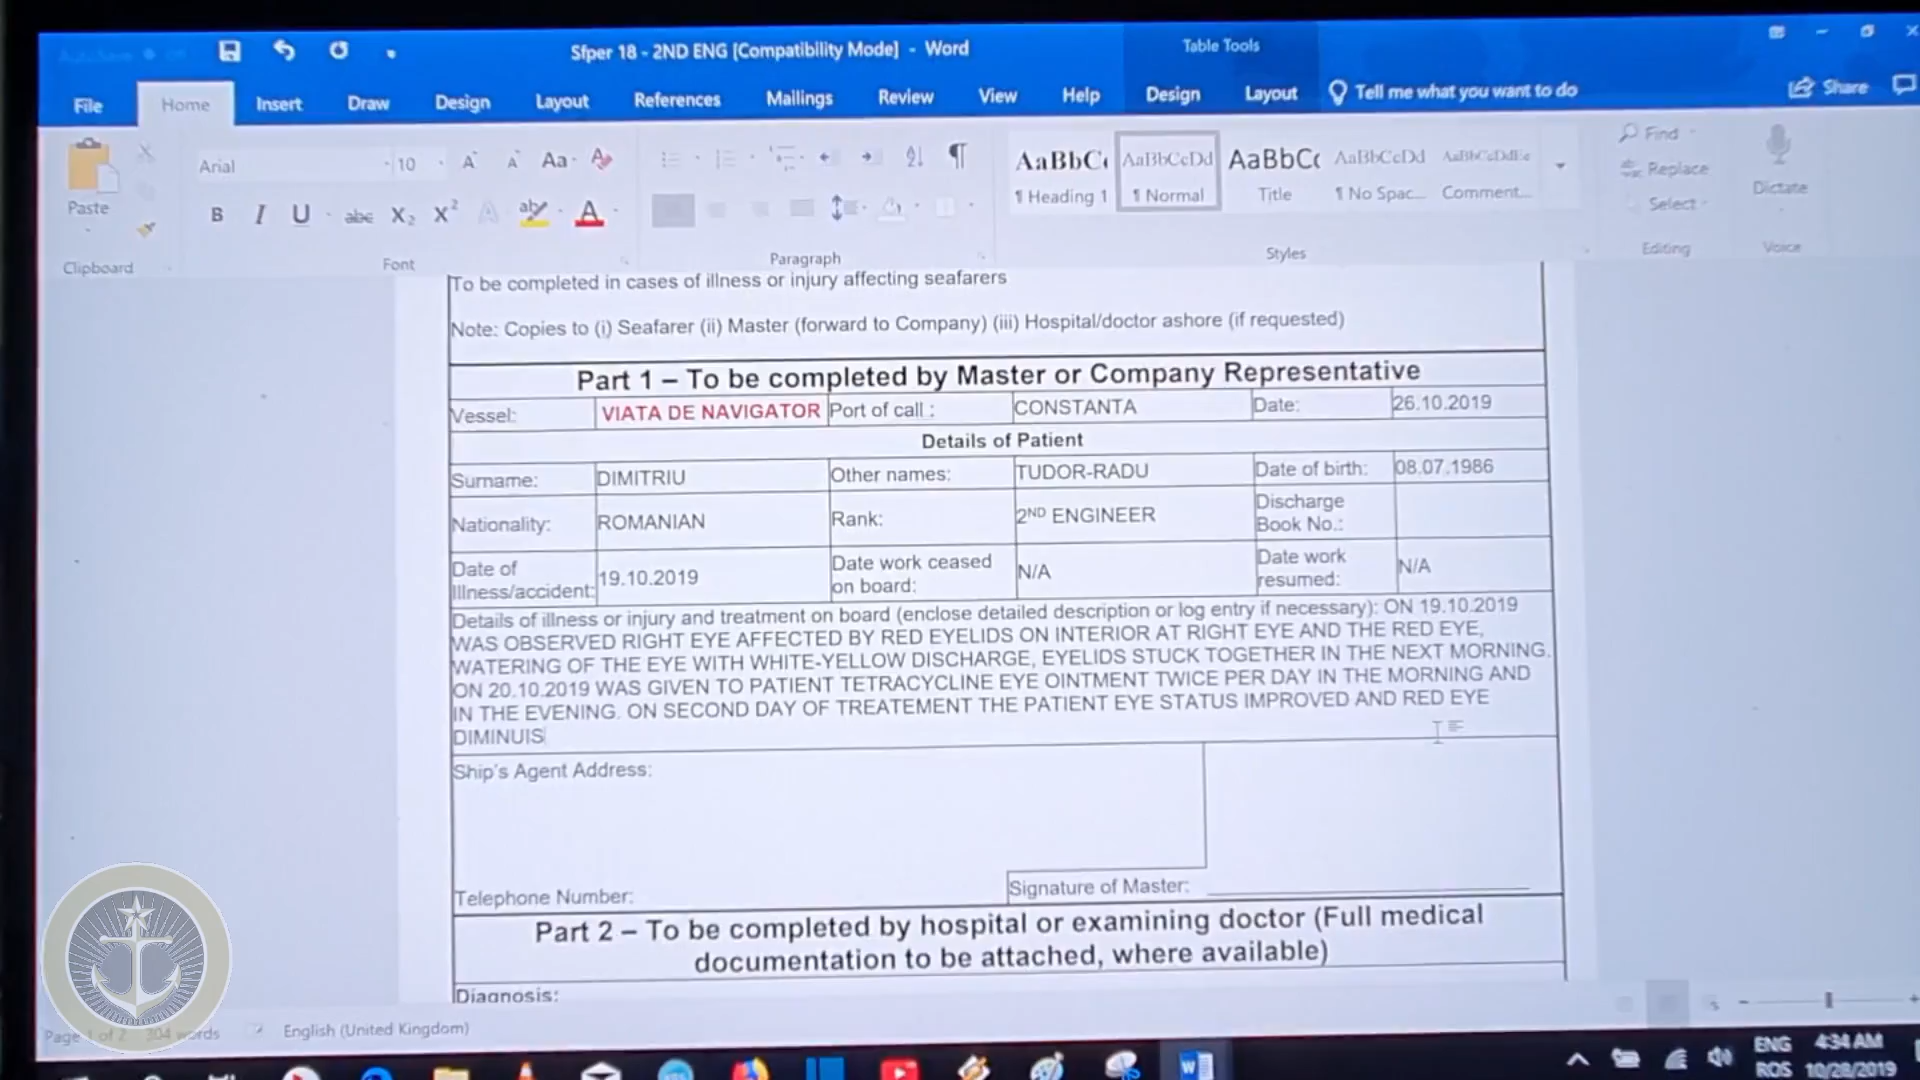 Sfper 18 - 2ND ENG [Compatibility Mode] - Word
Table Tools
File Home Insert Draw Design Layout References Mailings Review View Help Design Layout Tell me what you want to do Share
Paste
Clipboard
Arial 10
Font
Paragraph
AaBbC AaBbCcDd AaBbCc AaBbCcDd AaBbCcDdEe
¶ Heading 1 ¶ Normal Title ¶ No Spac... Comment...
Styles
Find
Replace
Select
Editing
Dictate
Voice
To be completed in cases of illness or injury affecting seafarers
Note: Copies to (i) Seafarer (ii) Master (forward to Company) (iii) Hospital/doctor ashore (if requested)
Part 1 – To be completed by Master or Company Representative
Vessel: VIATA DE NAVIGATOR Port of call : CONSTANTA Date: 26.10.2019
Details of Patient
Surname: DIMITRIU Other names: TUDOR-RADU Date of birth: 08.07.1986
Nationality: ROMANIAN Rank: 2ND ENGINEER Discharge Book No.:
Date of Illness/accident: 19.10.2019 Date work ceased on board: N/A Date work resumed: N/A
Details of illness or injury and treatment on board (enclose detailed description or log entry if necessary): ON 19.10.2019
WAS OBSERVED RIGHT EYE AFFECTED BY RED EYELIDS ON INTERIOR AT RIGHT EYE AND THE RED EYE,
WATERING OF THE EYE WITH WHITE-YELLOW DISCHARGE, EYELIDS STUCK TOGETHER IN THE NEXT MORNING.
ON 20.10.2019 WAS GIVEN TO PATIENT TETRACYCLINE EYE OINTMENT TWICE PER DAY IN THE MORNING AND
IN THE EVENING. ON SECOND DAY OF TREATEMENT THE PATIENT EYE STATUS IMPROVED AND RED EYE
DIMINUIS
Ship's Agent Address:
Telephone Number:
Signature of Master:
Part 2 – To be completed by hospital or examining doctor (Full medical
documentation to be attached, where available)
Diagnosis:
Page 1 of 2 304 words English (United Kingdom)
ENG 4:34 AM
ROS 10/28/2019